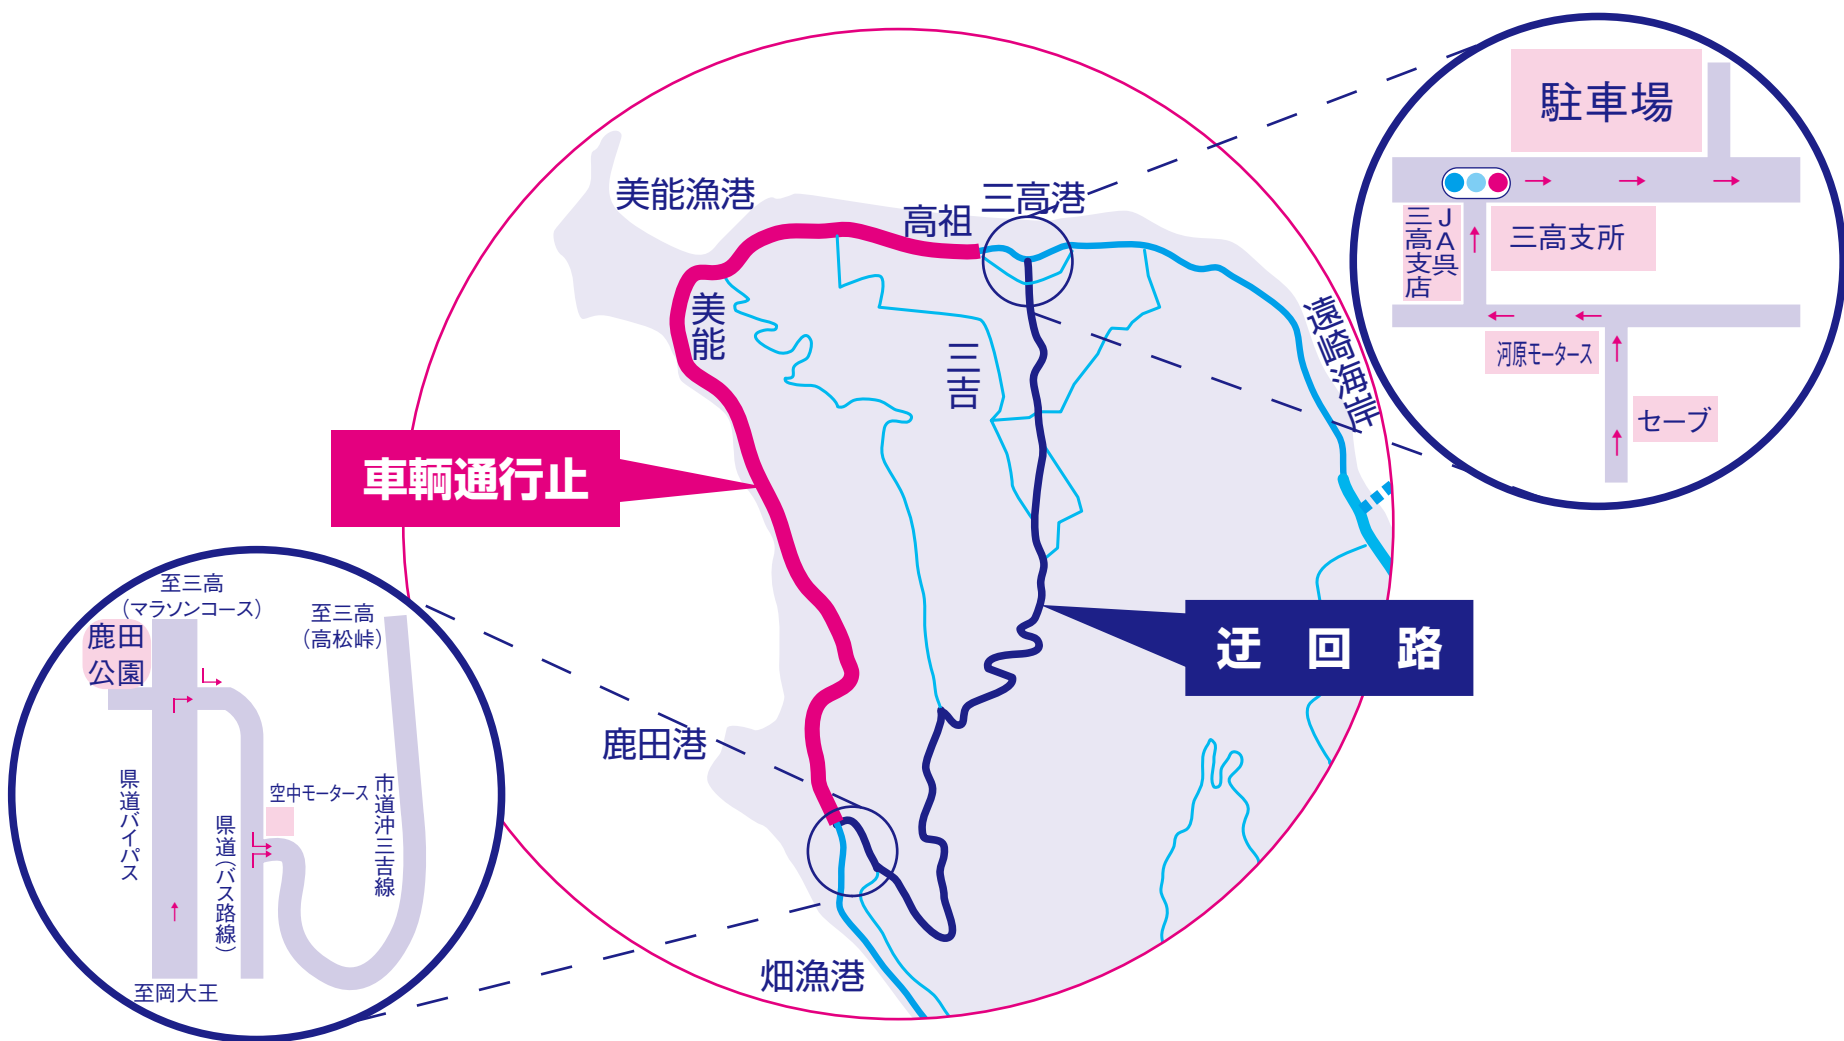 駐車場
JA呉
三高支店
三高支所
河原モータース
セーブ
美能漁港
高祖
三高港
美能
三吉
遠崎海岸
車輌通行止
迂回路
鹿田港
畑漁港
至三高
（マラソンコース）
至三高
（高松峠）
鹿田
公園
県道バイパス
県道（バス路線）
空中モータース
市道沖三吉線
至岡大王